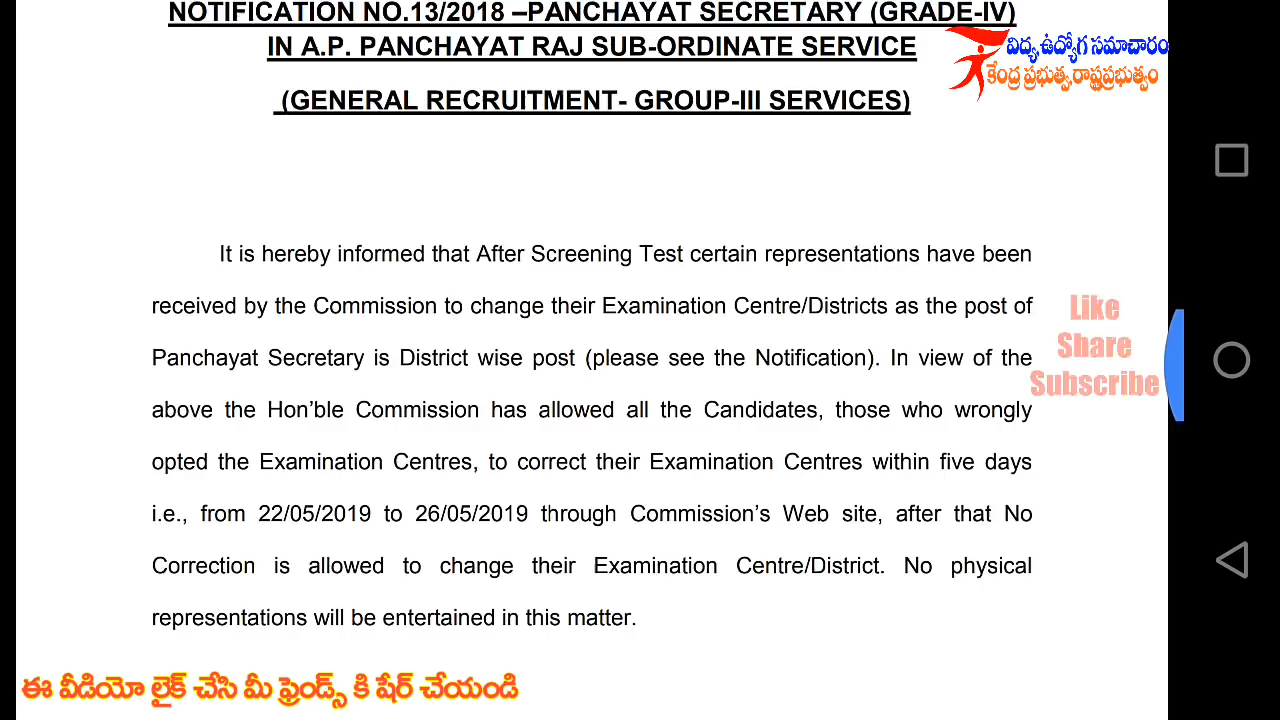 NOTIFICATION NO.13/2018 –PANCHAYAT SECRETARY (GRADE-IV)
IN A.P. PANCHAYAT RAJ SUB-ORDINATE SERVICE
విద్య,ఉద్యోగ సమాచారం
కేంద్ర ప్రభుత్వ,రాష్ట్రప్రభుత్వం
(GENERAL RECRUITMENT- GROUP-III SERVICES)
It is hereby informed that After Screening Test certain representations have been
received by the Commission to change their Examination Centre/Districts as the post of
Panchayat Secretary is District wise post (please see the Notification). In view of the
above the Hon’ble Commission has allowed all the Candidates, those who wrongly
opted the Examination Centres, to correct their Examination Centres within five days
i.e., from 22/05/2019 to 26/05/2019 through Commission’s Web site, after that No
Correction is allowed to change their Examination Centre/District. No physical
representations will be entertained in this matter.
Like
Share
Subscribe
ఈ వీడియో లైక్ చేసి మీ ఫ్రెండ్స్ కి షేర్ చేయండి